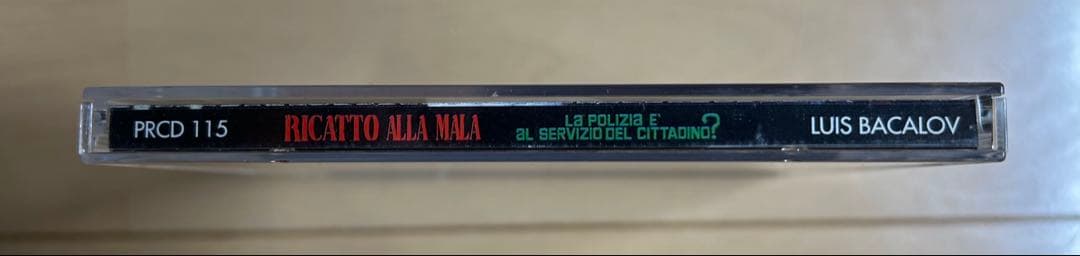 PRCD 115
RICATTO ALLA MALA
LA POLIZIA E'
AL SERVIZIO DEL CITTADINO?
LUIS BACALOV